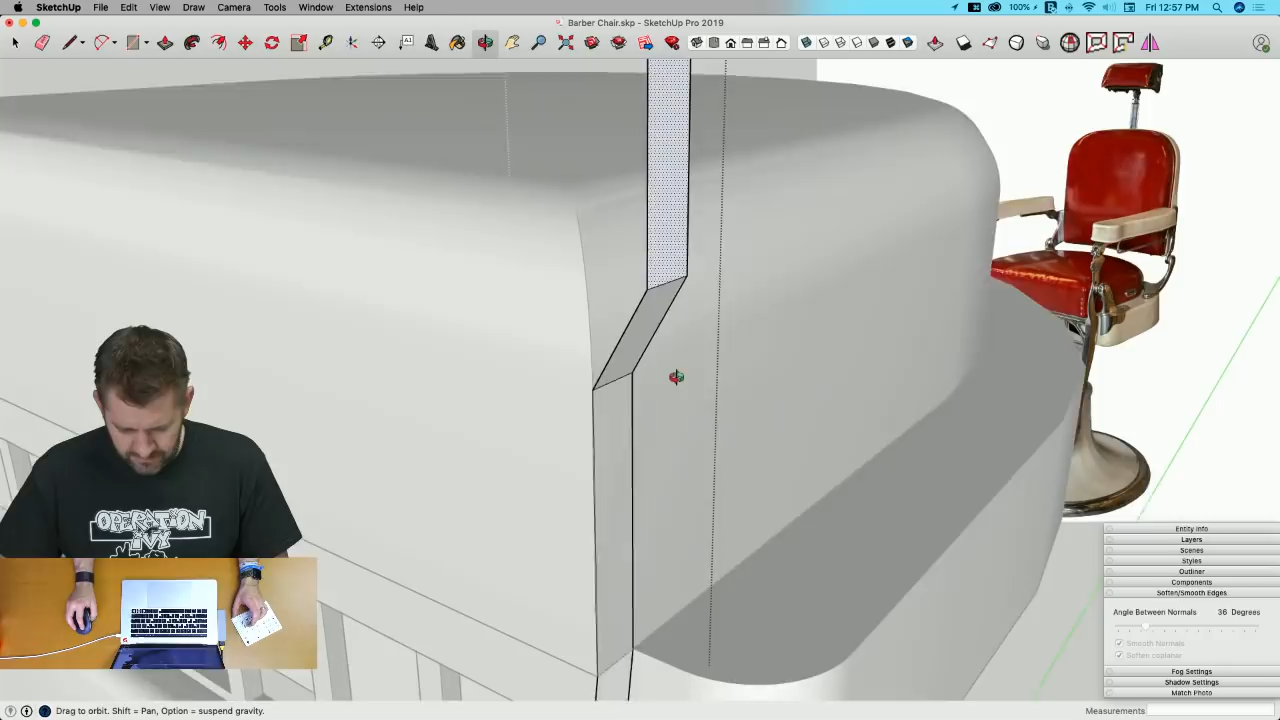 SketchUp File Edit View Draw Camera Tools Window Extensions Help
100% Fri 12:57 PM
Barber Chair.skp - SketchUp Pro 2019
OPERATION
IVY
Entity Info
Layers
Scenes
Styles
Outliner
Components
Soften/Smooth Edges
Angle Between Normals 36 Degrees
Smooth Normals
Soften coplanar
Fog Settings
Shadow Settings
Match Photo
Drag to orbit. Shift = Pan, Option = suspend gravity.
Measurements